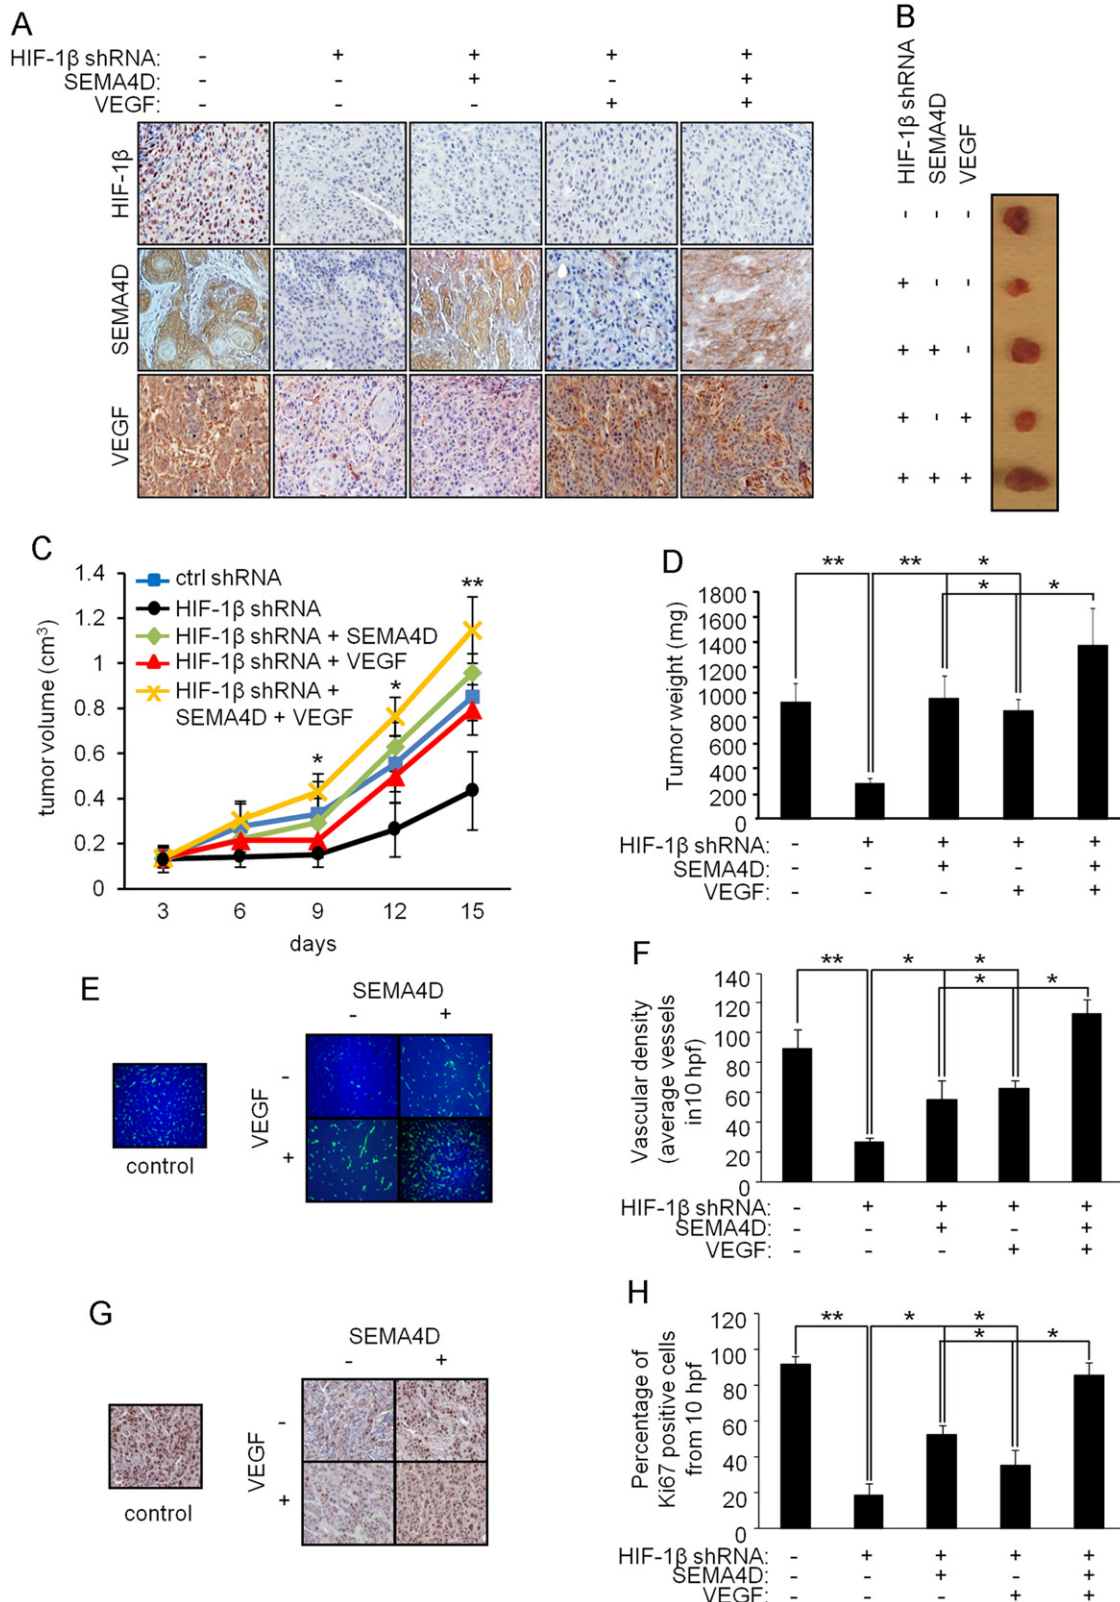 A
HIF-1β shRNA: - + + + +
SEMA4D: - - + - +
VEGF: - - - + +
HIF-1β
SEMA4D
VEGF
B
HIF-1β shRNA
SEMA4D
VEGF
- - -
+ - -
+ + -
+ - +
+ + +
C
1.4
1.2
1
0.8
0.6
0.4
0.2
0
tumor volume (cm³)
ctrl shRNA
HIF-1β shRNA
HIF-1β shRNA + SEMA4D
HIF-1β shRNA + VEGF
HIF-1β shRNA +
SEMA4D + VEGF
*
*
**
3 6 9 12 15
days
D
** ** *
* *
Tumor weight (mg)
1800
1600
1400
1200
1000
800
600
400
200
0
HIF-1β shRNA: - + + + +
SEMA4D: - - + - +
VEGF: - - - + +
E
control
SEMA4D
- +
VEGF
-
+
F
** * *
* *
Vascular density
(average vessels
in10 hpf)
140
120
100
80
60
40
20
0
HIF-1β shRNA: - + + + +
SEMA4D: - - + - +
VEGF: - - - + +
G
control
SEMA4D
- +
VEGF
-
+
H
** * *
* *
Percentage of
Ki67 positive cells
from 10 hpf
120
100
80
60
40
20
0
HIF-1β shRNA: - + + + +
SEMA4D: - - + - +
VEGF: - - - + +